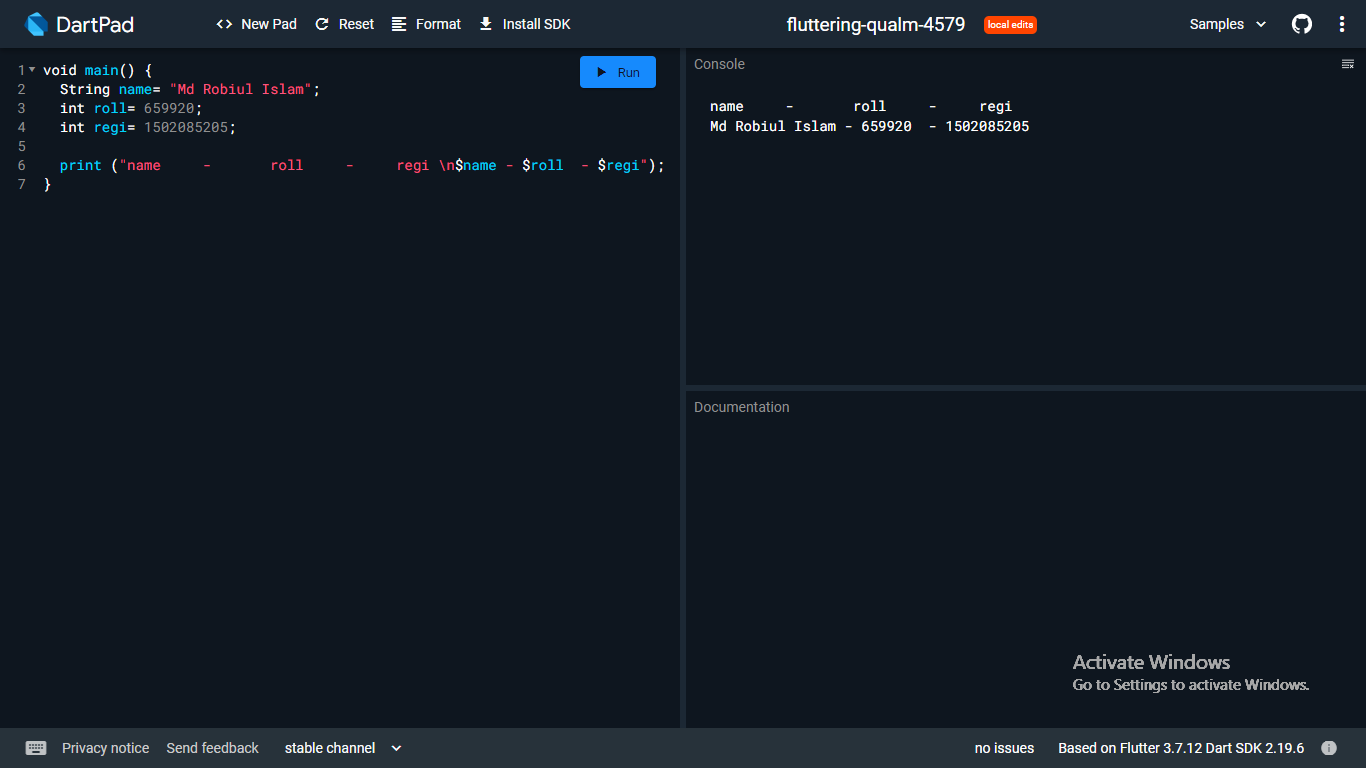 DartPad
<> New Pad Reset Format Install SDK fluttering-qualm-4579 local edits Samples
Run
1 void main() {
2   String name= "Md Robiul Islam";
3   int roll= 659920;
4   int regi= 1502085205;
5
6   print ("name     -       roll     -     regi \n$name - $roll  - $regi");
7 }
Console
name     -       roll     -     regi
Md Robiul Islam - 659920  - 1502085205
Documentation
Activate Windows
Go to Settings to activate Windows.
Privacy notice Send feedback stable channel no issues Based on Flutter 3.7.12 Dart SDK 2.19.6